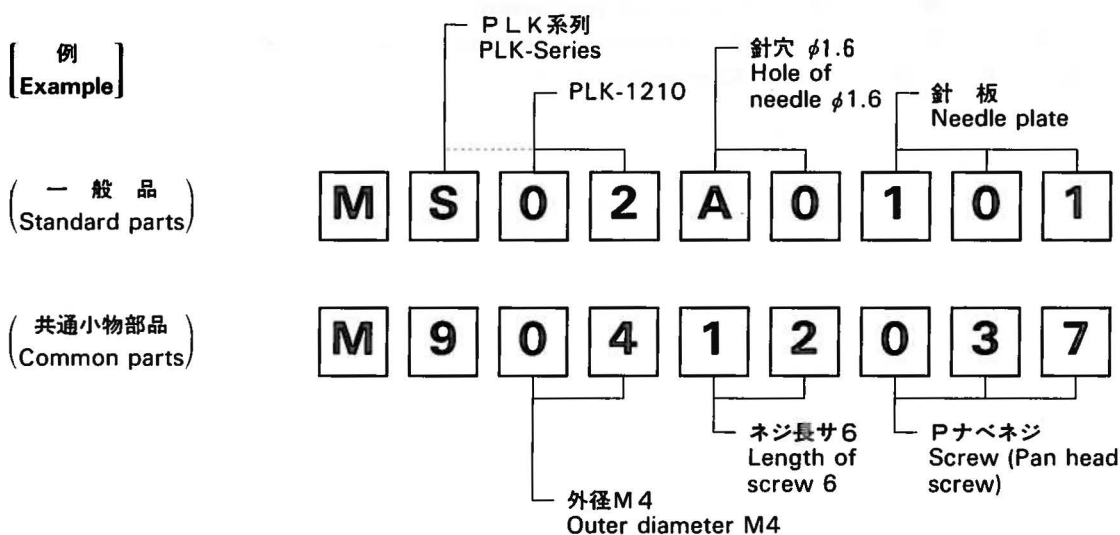 例
Example
PLK系列
PLK-Series
PLK-1210
針穴 φ1.6
Hole of
needle φ1.6
針 板
Needle plate
一 般 品
(Standard parts)
M S 0 2 A 0 1 0 1
共通小物部品
(Common parts)
M 9 0 4 1 2 0 3 7
外径M4
Outer diameter M4
ネジ長サ6
Length of
screw 6
Pナベネジ
Screw (Pan head
screw)